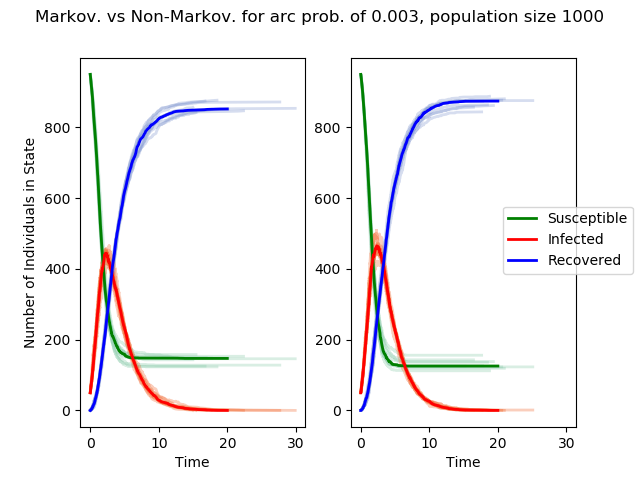 Markov. vs Non-Markov. for arc prob. of 0.003, population size 1000
Number of Individuals in State
800
600
400
200
0
0 10 20 30
Time
800
600
400
200
0
0 10 20 30
Time
Susceptible
Infected
Recovered